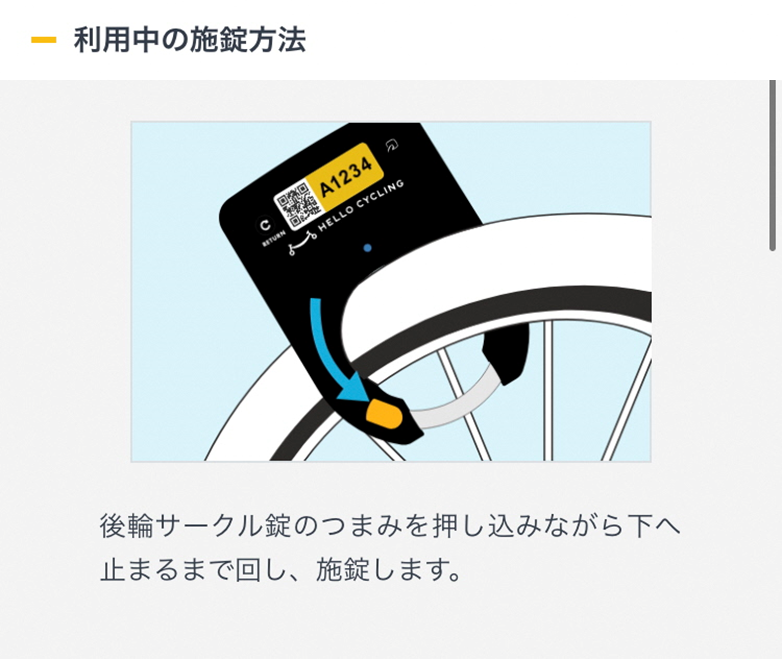 利用中の施錠方法
A1234
RETURN
HELLO CYCLING
後輪サークル錠のつまみを押し込みながら下へ
止まるまで回し、施錠します。